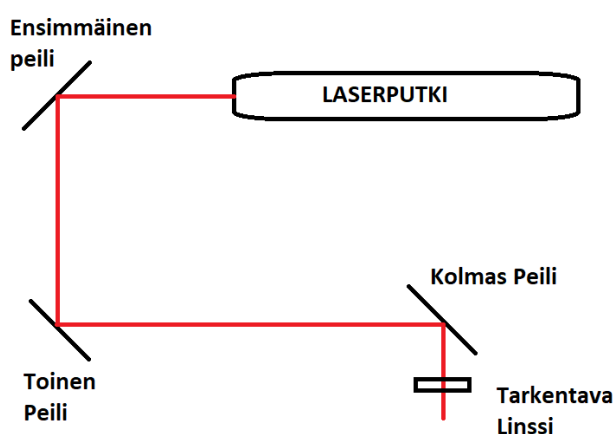 Ensimmäinen
peili
LASERPUTKI
Kolmas Peili
Toinen
Peili
Tarkentava
Linssi